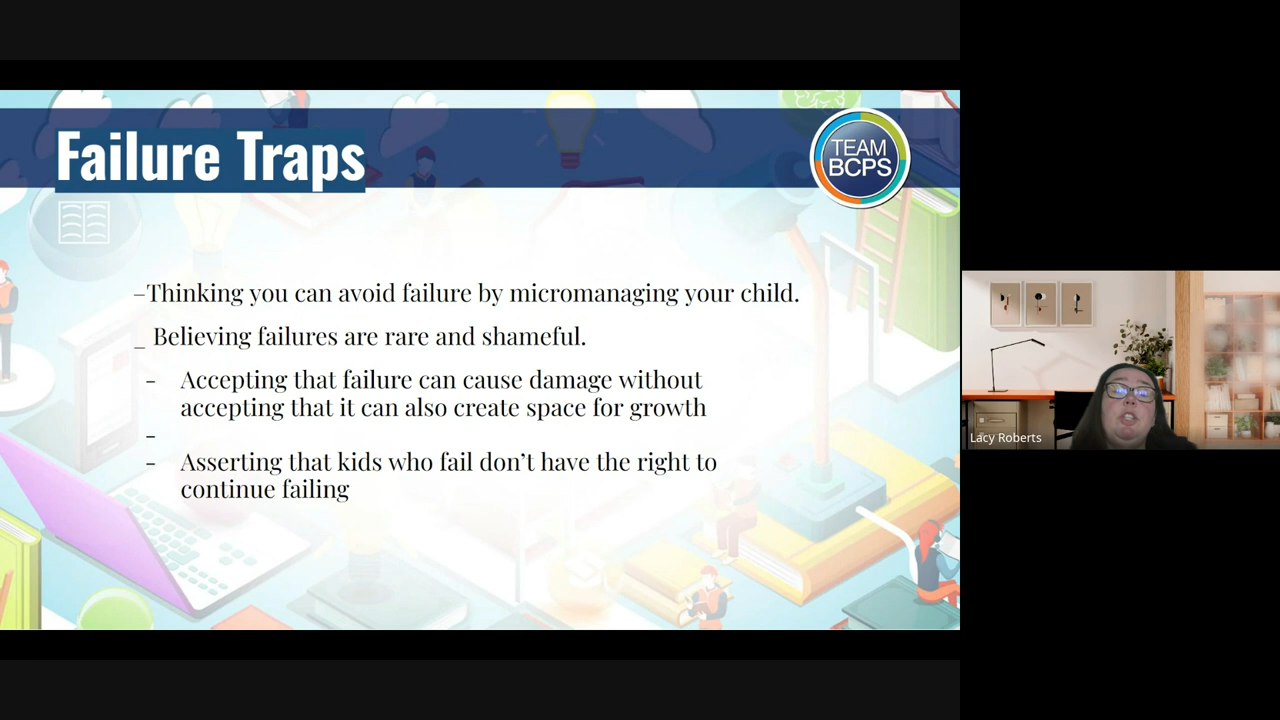 Failure Traps
TEAM
BCPS
–Thinking you can avoid failure by micromanaging your child.
_ Believing failures are rare and shameful.
- Accepting that failure can cause damage without
accepting that it can also create space for growth
-
- Asserting that kids who fail don’t have the right to
continue failing
Lacy Roberts